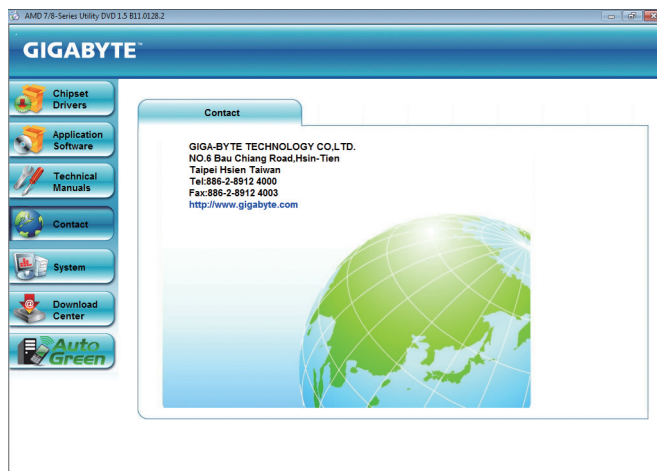 AMD 7/8-Series Utility DVD 1.5 B11.0128.2
GIGABYTE™
Chipset
Drivers
Application
Software
Technical
Manuals
Contact
System
Download
Center
Auto
Green
Contact
GIGA-BYTE TECHNOLOGY CO,LTD.
NO.6 Bau Chiang Road,Hsin-Tien
Taipei Hsien Taiwan
Tel:886-2-8912 4000
Fax:886-2-8912 4003
http://www.gigabyte.com